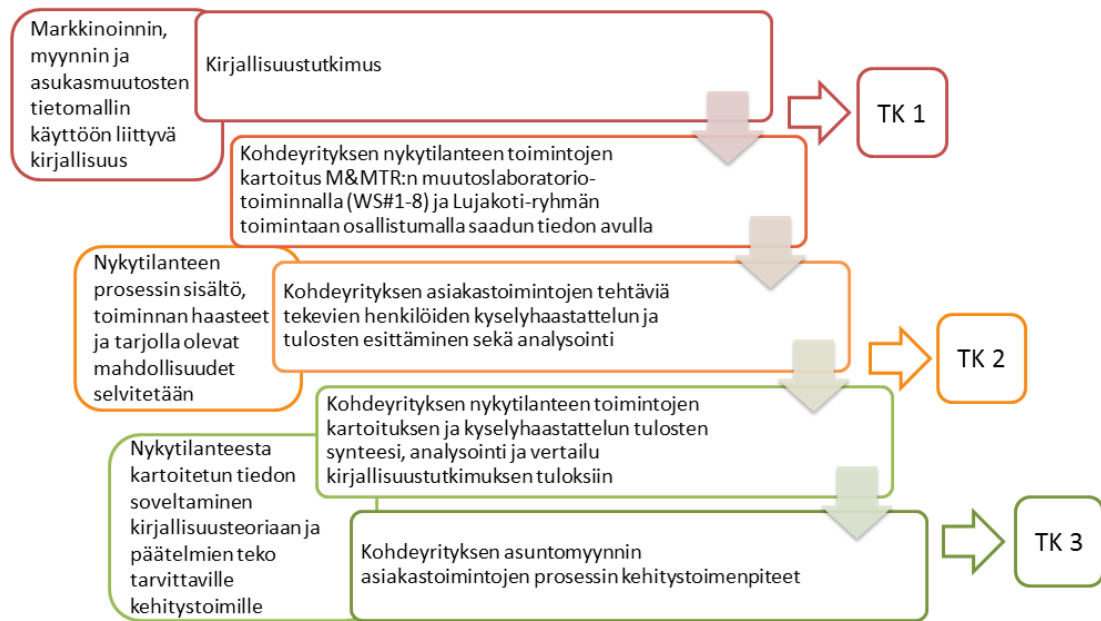 Markkinoinnin,
myynnin ja
asukasmuutosten
tietomallin
käyttöön liittyvä
kirjallisuus
Kirjallisuustutkimus
TK 1
Kohdeyrityksen nykytilanteen toimintojen
kartoitus M&MTR:n muutoslaboratorio-
toiminnalla (WS#1-8) ja Lujakoti-ryhmän
toimintaan osallistumalla saadun tiedon avulla
Nykytilanteen
prosessin sisältö,
toiminnan haasteet
ja tarjolla olevat
mahdollisuudet
selvitetään
Kohdeyrityksen asiakastoimintojen tehtäviä
tekevien henkilöiden kyselyhaastattelun ja
tulosten esittäminen sekä analysointi
TK 2
Kohdeyrityksen nykytilanteen toimintojen
kartoituksen ja kyselyhaastattelun tulosten
synteesi, analysointi ja vertailu
kirjallisuustutkimuksen tuloksiin
Nykytilanteesta
kartoitetun tiedon
soveltaminen
kirjallisuusteoriaan ja
päätelmien teko
tarvittaville
kehitystoimille
Kohdeyrityksen asuntomyynnin
asiakastoimintojen prosessin kehitystoimenpiteet
TK 3